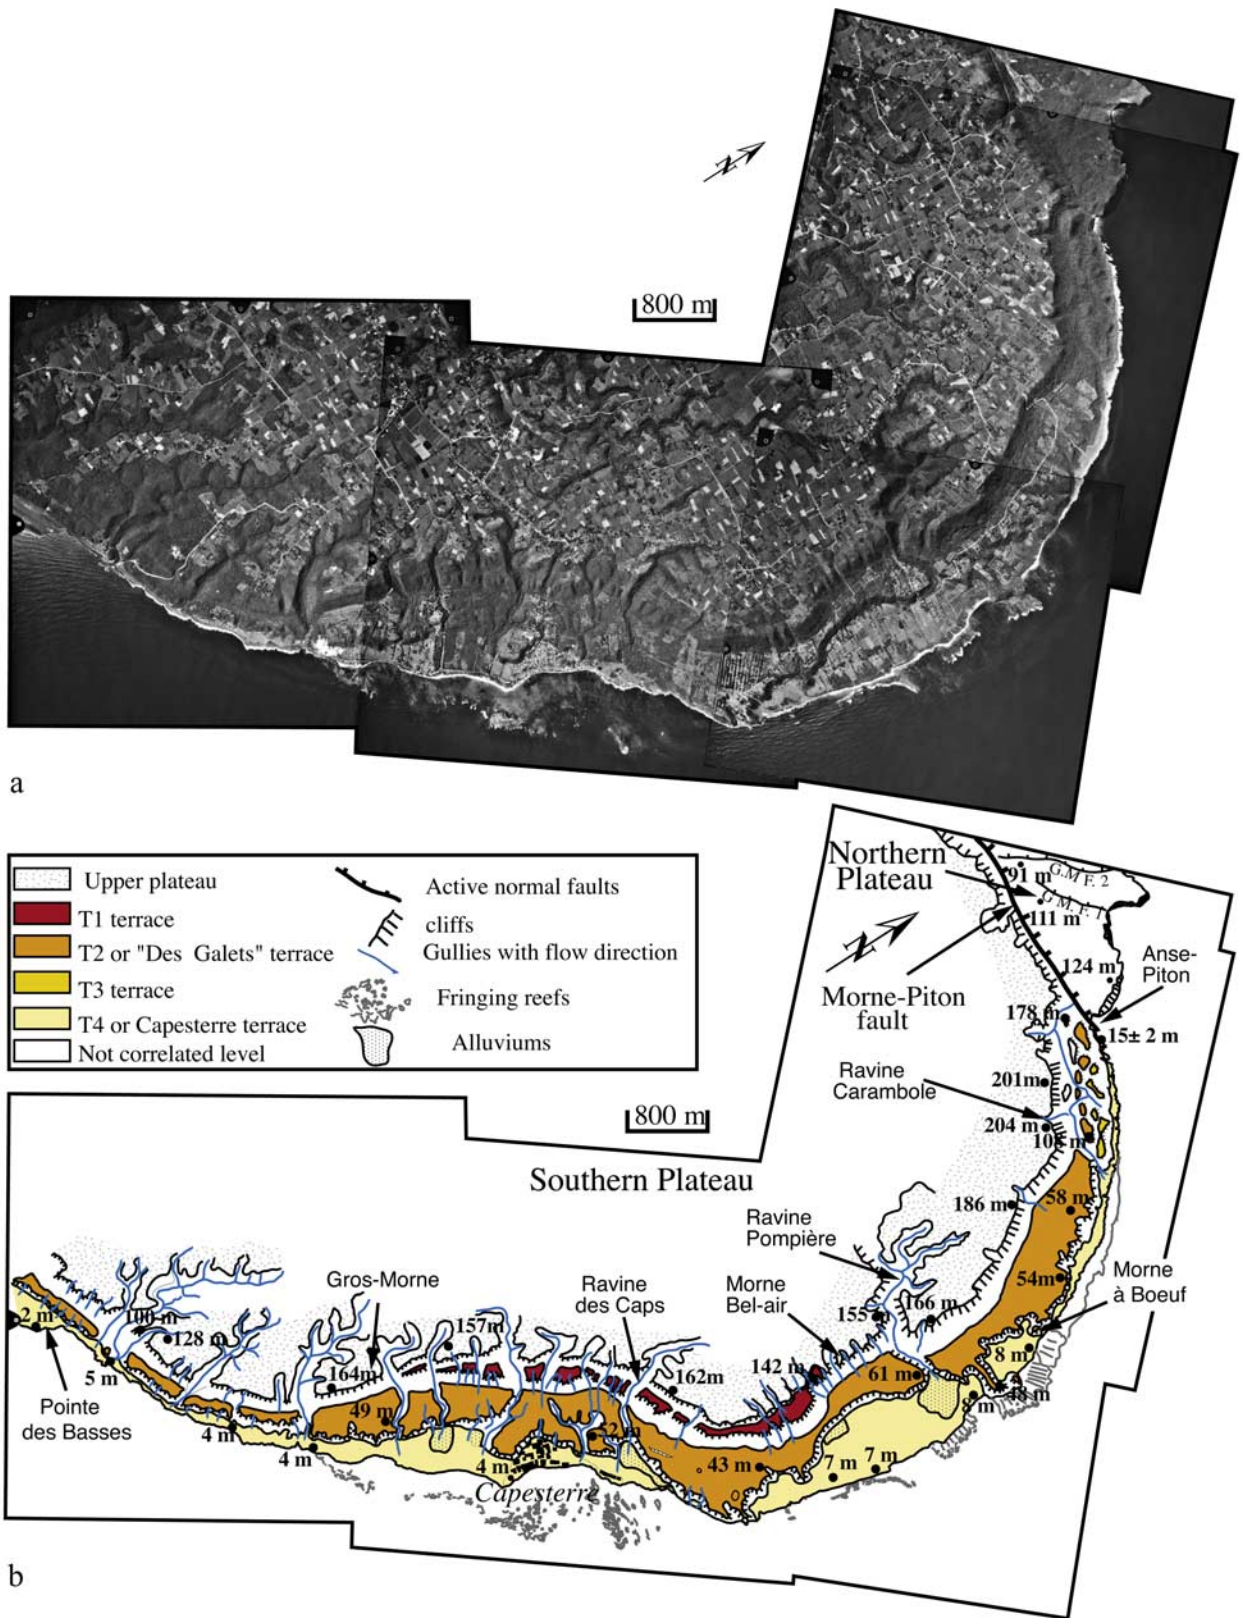 N
800 m
a
Upper plateau
T1 terrace
T2 or "Des Galets" terrace
T3 terrace
T4 or Capesterre terrace
Not correlated level
Active normal faults
cliffs
Gullies with flow direction
Fringing reefs
Alluviums
Northern
Plateau
91 m
G.M F. 2
G M. F. 1
111 m
N
Anse-
Piton
124 m
Morne-Piton
fault
178 m
15± 2 m
Ravine
Carambole
201m
800 m
204 m
Southern Plateau
186 m
58 m
Ravine
Pompière
Gros-Morne
Ravine
des Caps
Morne
Bel-air
54m
Morne
à Boeuf
2 m
100 m
128 m
157m
155 m
166 m
8 m
164m
162m
142 m
61 m
5 m
48 m
8 m
Pointe
des Basses
49 m
4 m
52 m
4 m
4 m
43 m
7 m
7 m
Capesterre
b